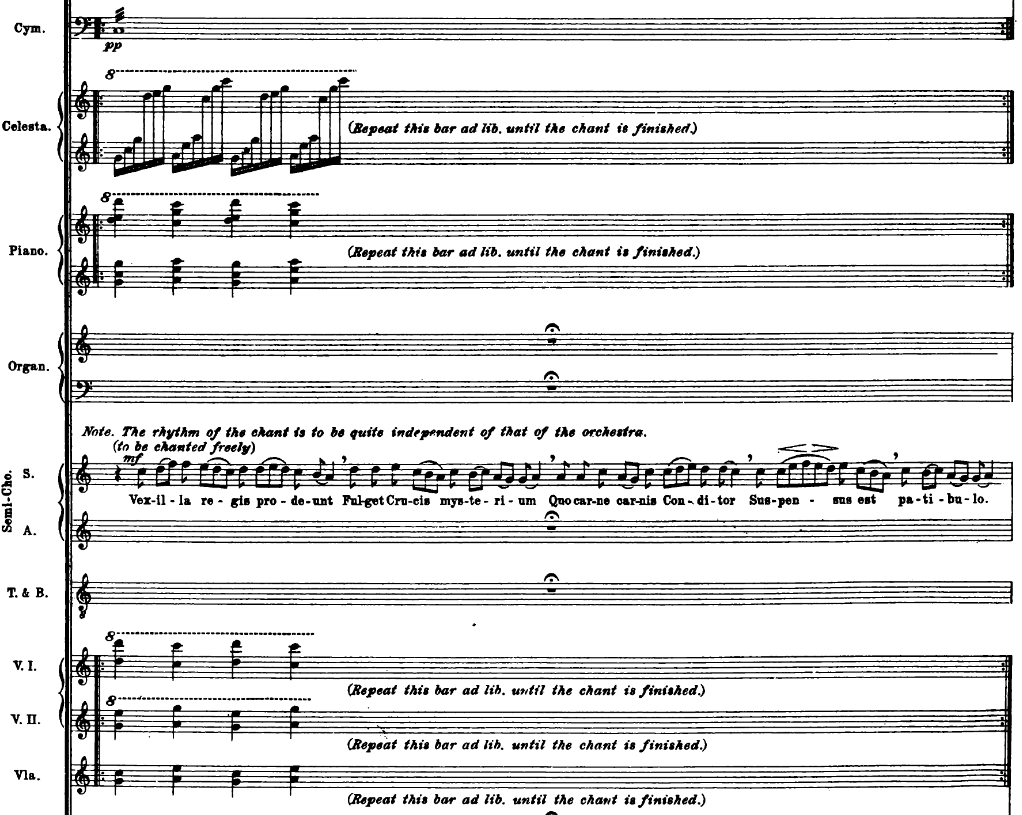 Cym.
pp
8
Celesta.
(Repeat this bar ad lib. until the chant is finished.)
8
Piano.
(Repeat this bar ad lib. until the chant is finished.)
Organ.
Note. The rhythm of the chant is to be quite independent of that of the orchestra.
(to be chanted freely)
mf
Semi-Cho.
S.
Vex-il-la re-gis pro-de-unt Ful-get Cru-cis mys-te-ri-um Quo car-ne car-nis Con-di-tor Sus-pen-sus est pa-ti-bu-lo.
A.
T. & B.
8
8
V. I.
(Repeat this bar ad lib. until the chant is finished.)
8
V. II.
(Repeat this bar ad lib. until the chant is finished.)
Vla.
(Repeat this bar ad lib. until the chant is finished.)